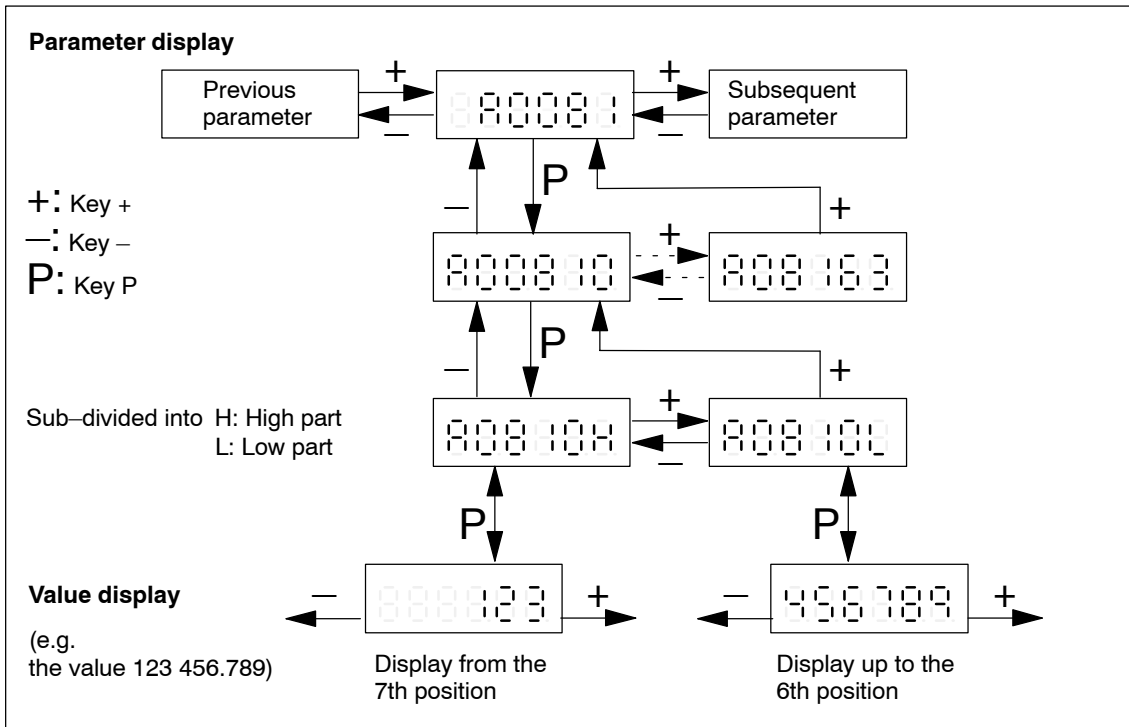 Parameter display
Previous
parameter
+
−
A0081
+
−
Subsequent
parameter
+: Key +
−: Key −
P: Key P
−
P
+
A00810
+
−
A08163
−
P
+
Sub−divided into H: High part
L: Low part
A0810H
+
−
A0810L
P
P
Value display
(e.g.
the value 123 456.789)
−
123
+
−
456789
+
Display from the
7th position
Display up to the
6th position